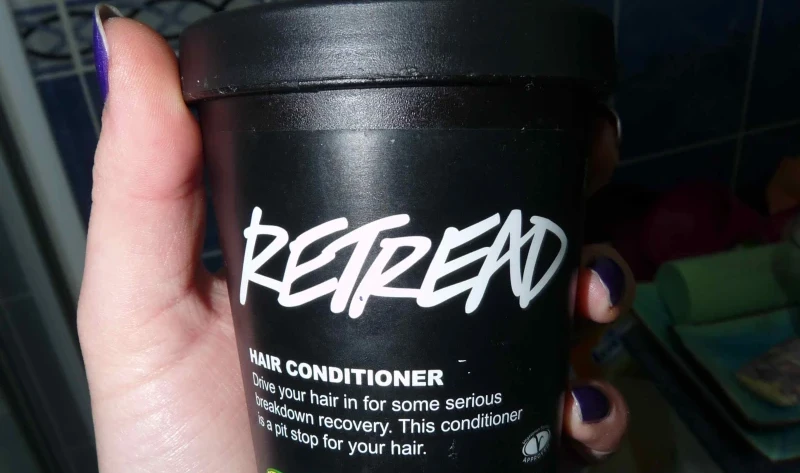 RETREAD
HAIR CONDITIONER
Drive your hair in for some serious
breakdown recovery. This conditioner
is a pit stop for your hair.